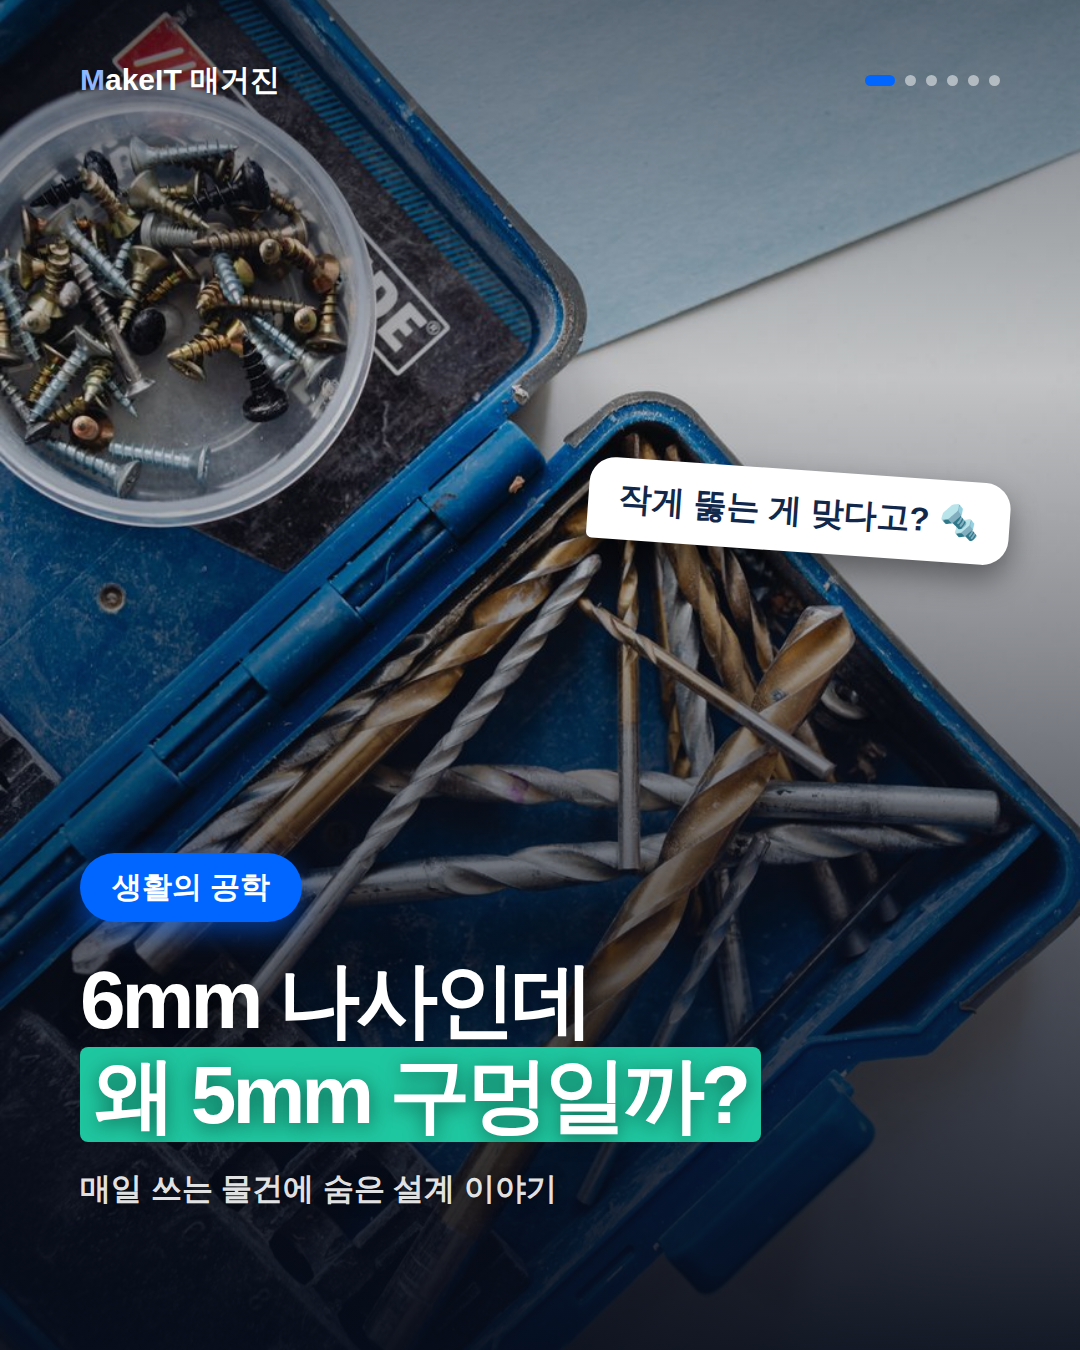 MakeIT 매거진
DE®
작게 뚫는 게 맞다고? 🔩
생활의 공학
6mm 나사인데
왜 5mm 구멍일까?
매일 쓰는 물건에 숨은 설계 이야기